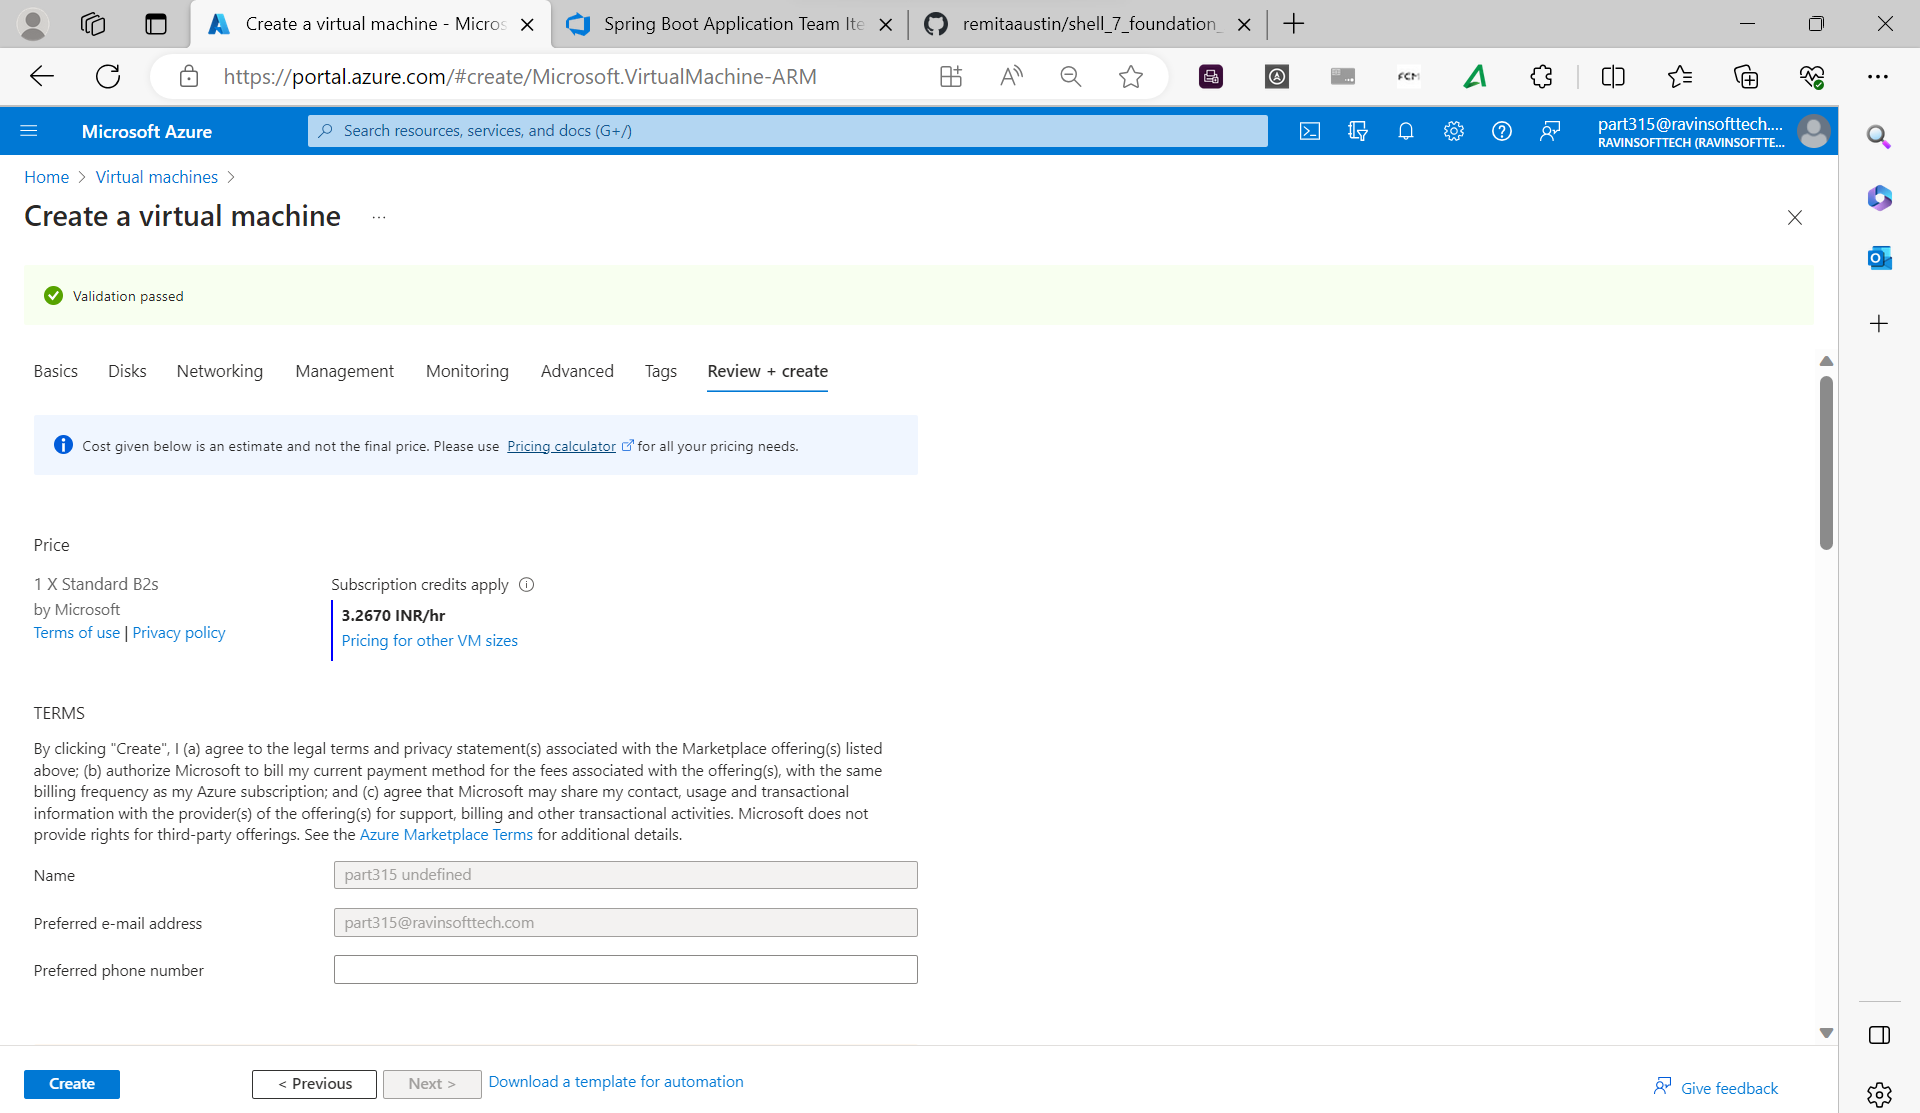 Create a virtual machine - Micros
Spring Boot Application Team Ite
remitaaustin/shell_7_foundation_
https://portal.azure.com/#create/Microsoft.VirtualMachine-ARM
FCM
Microsoft Azure
Search resources, services, and docs (G+/)
part315@ravinsofttech....
RAVINSOFTTECH (RAVINSOFTTE...
Home > Virtual machines >
Create a virtual machine ...
Validation passed
Basics Disks Networking Management Monitoring Advanced Tags Review + create
Cost given below is an estimate and not the final price. Please use Pricing calculator for all your pricing needs.
Price
1 X Standard B2s
by Microsoft
Terms of use | Privacy policy
Subscription credits apply
3.2670 INR/hr
Pricing for other VM sizes
TERMS
By clicking "Create", I (a) agree to the legal terms and privacy statement(s) associated with the Marketplace offering(s) listed
above; (b) authorize Microsoft to bill my current payment method for the fees associated with the offering(s), with the same
billing frequency as my Azure subscription; and (c) agree that Microsoft may share my contact, usage and transactional
information with the provider(s) of the offering(s) for support, billing and other transactional activities. Microsoft does not
provide rights for third-party offerings. See the Azure Marketplace Terms for additional details.
Name part315 undefined
Preferred e-mail address part315@ravinsofttech.com
Preferred phone number
Create < Previous Next > Download a template for automation Give feedback